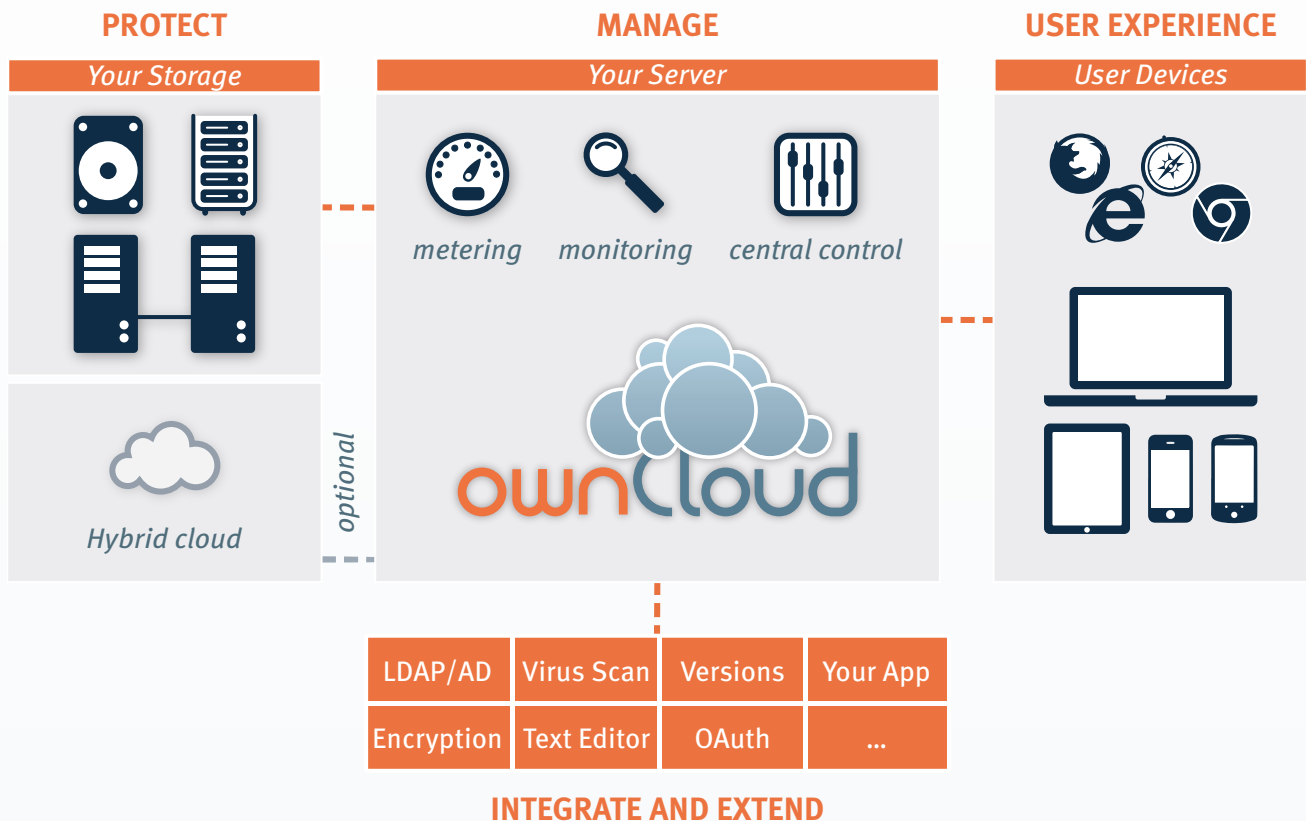 PROTECT
MANAGE
USER EXPERIENCE
Your Storage
Your Server
User Devices
metering
monitoring
central control
optional
ownCloud
Hybrid cloud
LDAP/AD
Virus Scan
Versions
Your App
Encryption
Text Editor
OAuth
...
INTEGRATE AND EXTEND